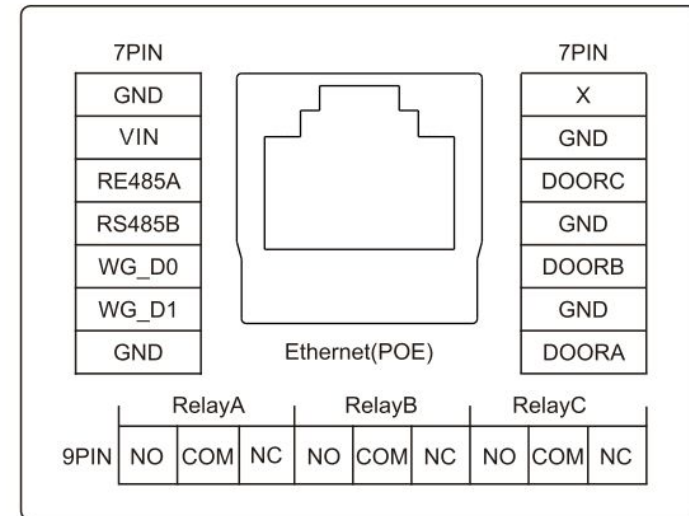 7PIN
GND
VIN
RE485A
RS485B
WG_D0
WG_D1
GND
Ethernet(POE)
7PIN
X
GND
DOORC
GND
DOORB
GND
DOORA
RelayA RelayB RelayC
9PIN NO COM NC NO COM NC NO COM NC